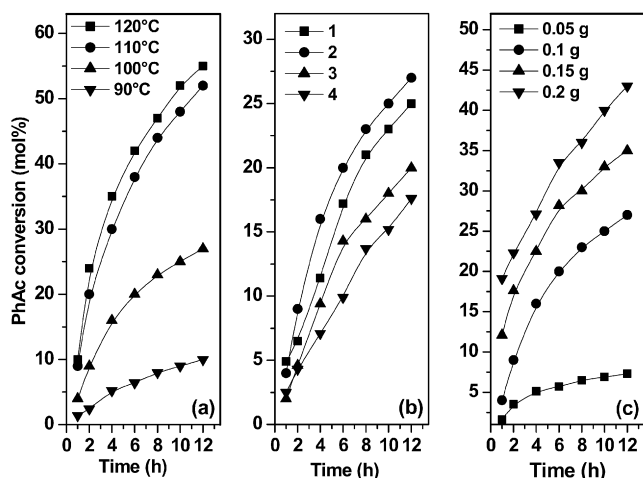 PhAc conversion (mol%)
60
50
40
30
20
10
0
120°C
110°C
100°C
90°C
(a)
0 2 4 6 8 10 12
Time (h)
30
25
20
15
10
5
0
1
2
3
4
(b)
0 2 4 6 8 10 12
Time (h)
50
45
40
35
30
25
20
15
10
5
0.05 g
0.1 g
0.15 g
0.2 g
(c)
0 2 4 6 8 10 12
Time (h)